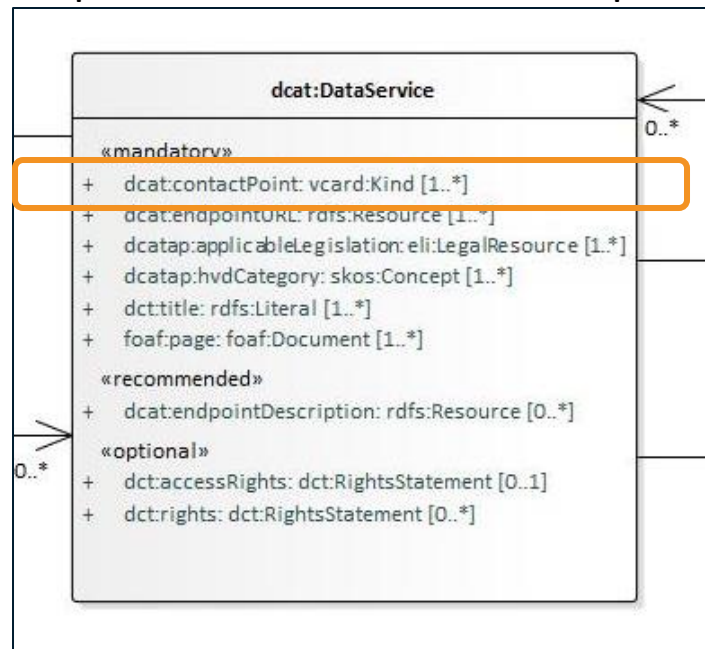 dcat:DataService
0..*
«mandatory»
+ dcat:contactPoint: vcard:Kind [1..*]
+ dcat:endpointURL: rdfs:Resource [1..*]
+ dcatap:applicableLegislation: eli:LegalResource [1..*]
+ dcatap:hvdCategory: skos:Concept [1..*]
+ dct:title: rdfs:Literal [1..*]
+ foaf:page: foaf:Document [1..*]
«recommended»
+ dcat:endpointDescription: rdfs:Resource [0..*]
«optional»
0..*
+ dct:accessRights: dct:RightsStatement [0..1]
+ dct:rights: dct:RightsStatement [0..*]